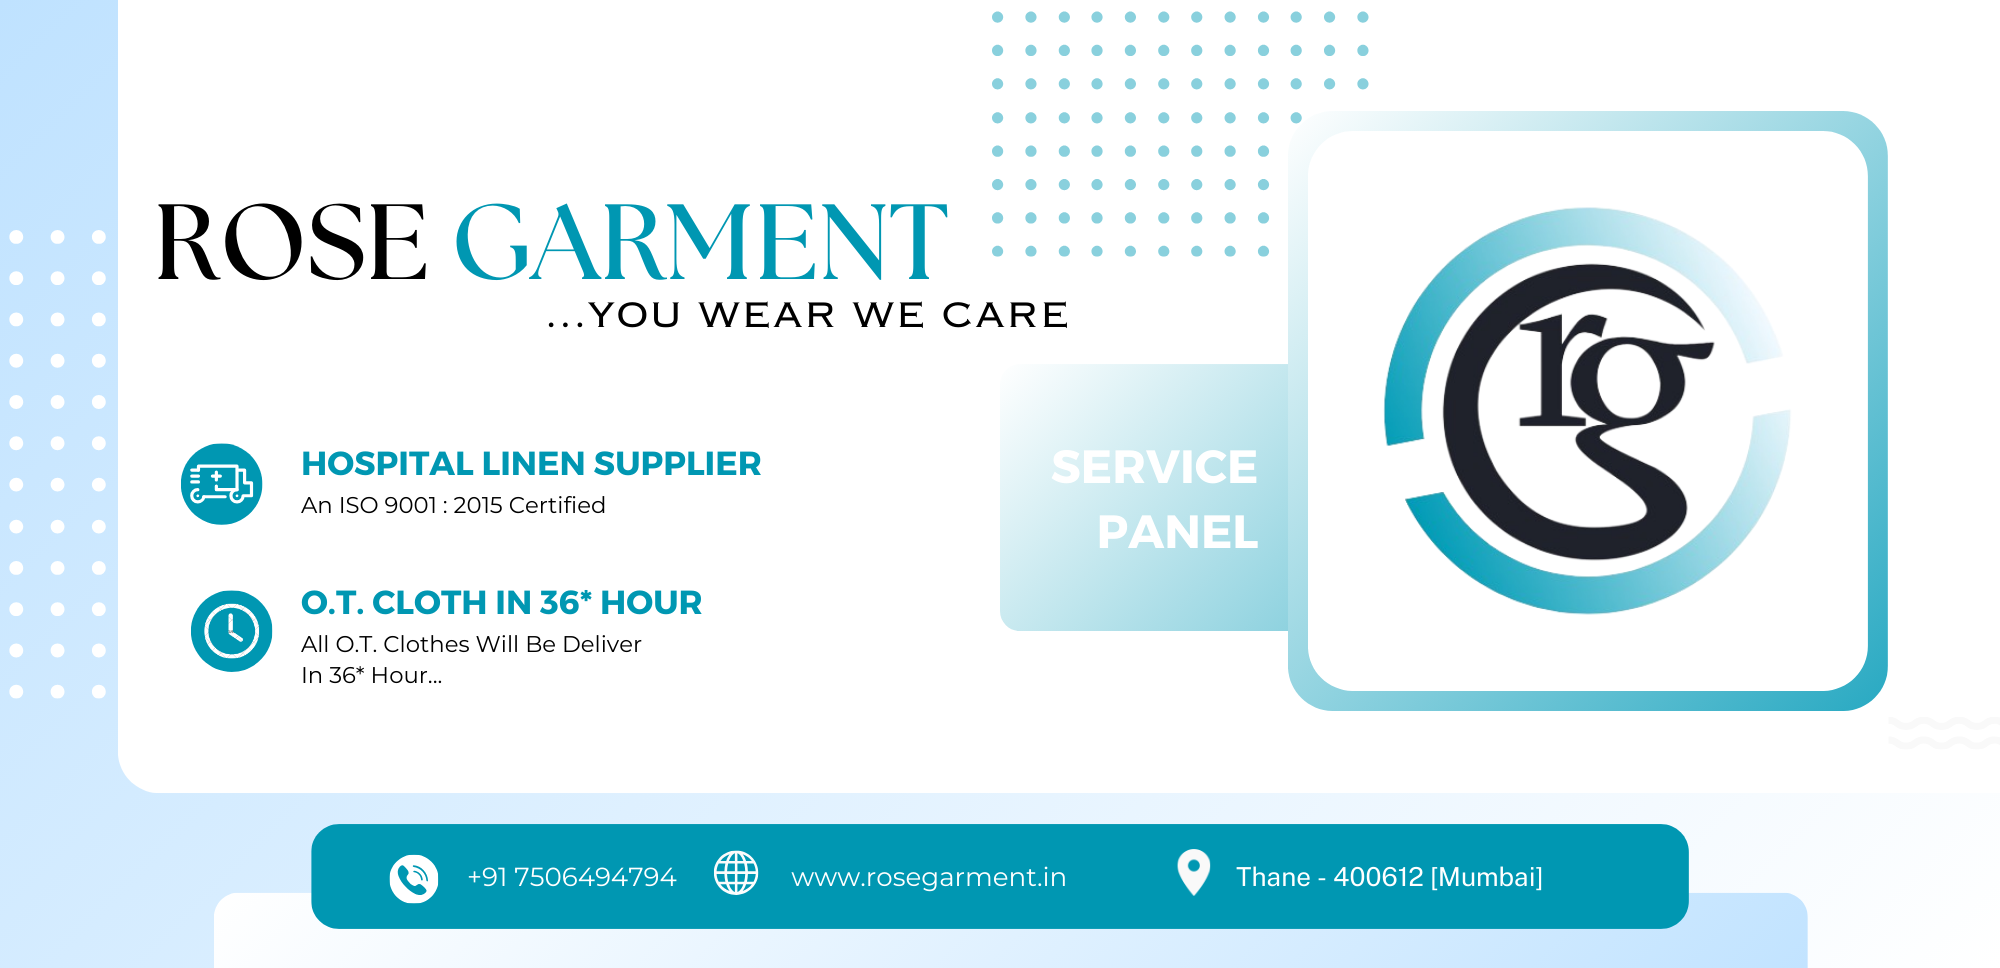 ROSE GARMENT
...YOU WEAR WE CARE
HOSPITAL LINEN SUPPLIER
An ISO 9001 : 2015 Certified
O.T. CLOTH IN 36* HOUR
All O.T. Clothes Will Be Deliver
In 36* Hour...
SERVICE
PANEL
rg
+91 7506494794
www.rosegarment.in
Thane - 400612 [Mumbai]